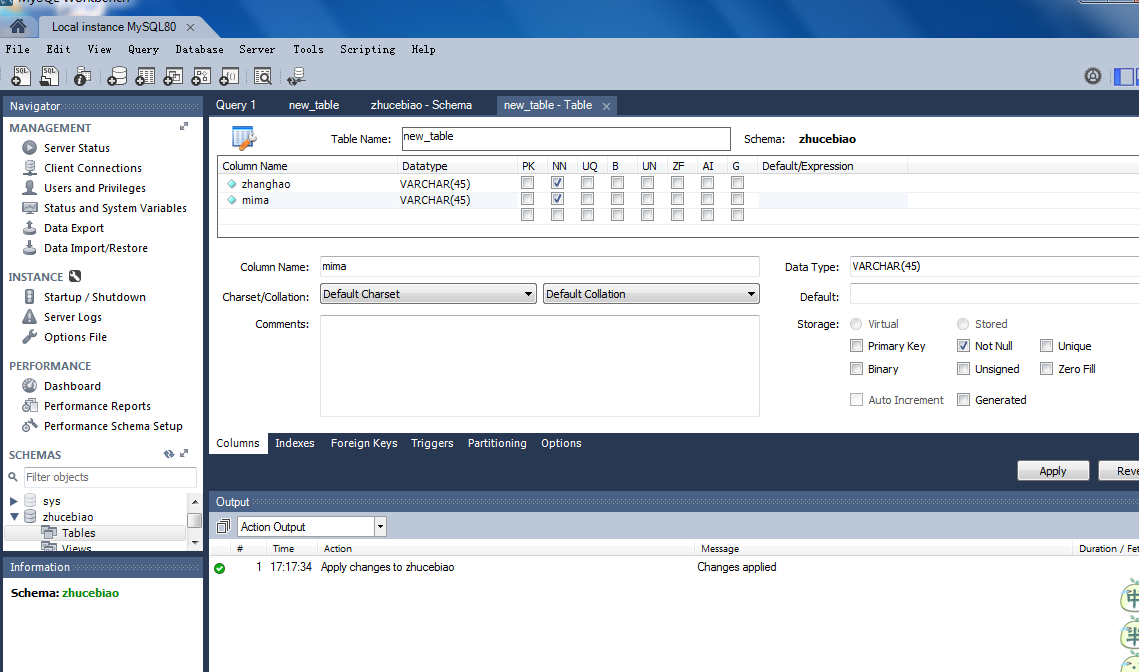 MySQL Workbench
Local instance MySQL80
File Edit View Query Database Server Tools Scripting Help
Navigator
MANAGEMENT
Server Status
Client Connections
Users and Privileges
Status and System Variables
Data Export
Data Import/Restore
INSTANCE
Startup / Shutdown
Server Logs
Options File
PERFORMANCE
Dashboard
Performance Reports
Performance Schema Setup
SCHEMAS
Filter objects
sys
zhucebiao
Tables
Views
Information
Schema: zhucebiao
Query 1 new_table zhucebiao - Schema new_table - Table
Table Name: new_table Schema: zhucebiao
Column Name Datatype PK NN UQ B UN ZF AI G Default/Expression
zhanghao VARCHAR(45)
mima VARCHAR(45)
Column Name: mima Data Type: VARCHAR(45)
Charset/Collation: Default Charset Default Collation Default:
Comments: Storage: Virtual Stored
Primary Key Not Null Unique
Binary Unsigned Zero Fill
Auto Increment Generated
Columns Indexes Foreign Keys Triggers Partitioning Options
Apply Reve
Output
Action Output
# Time Action Message Duration / Fet
1 17:17:34 Apply changes to zhucebiao Changes applied
中
半